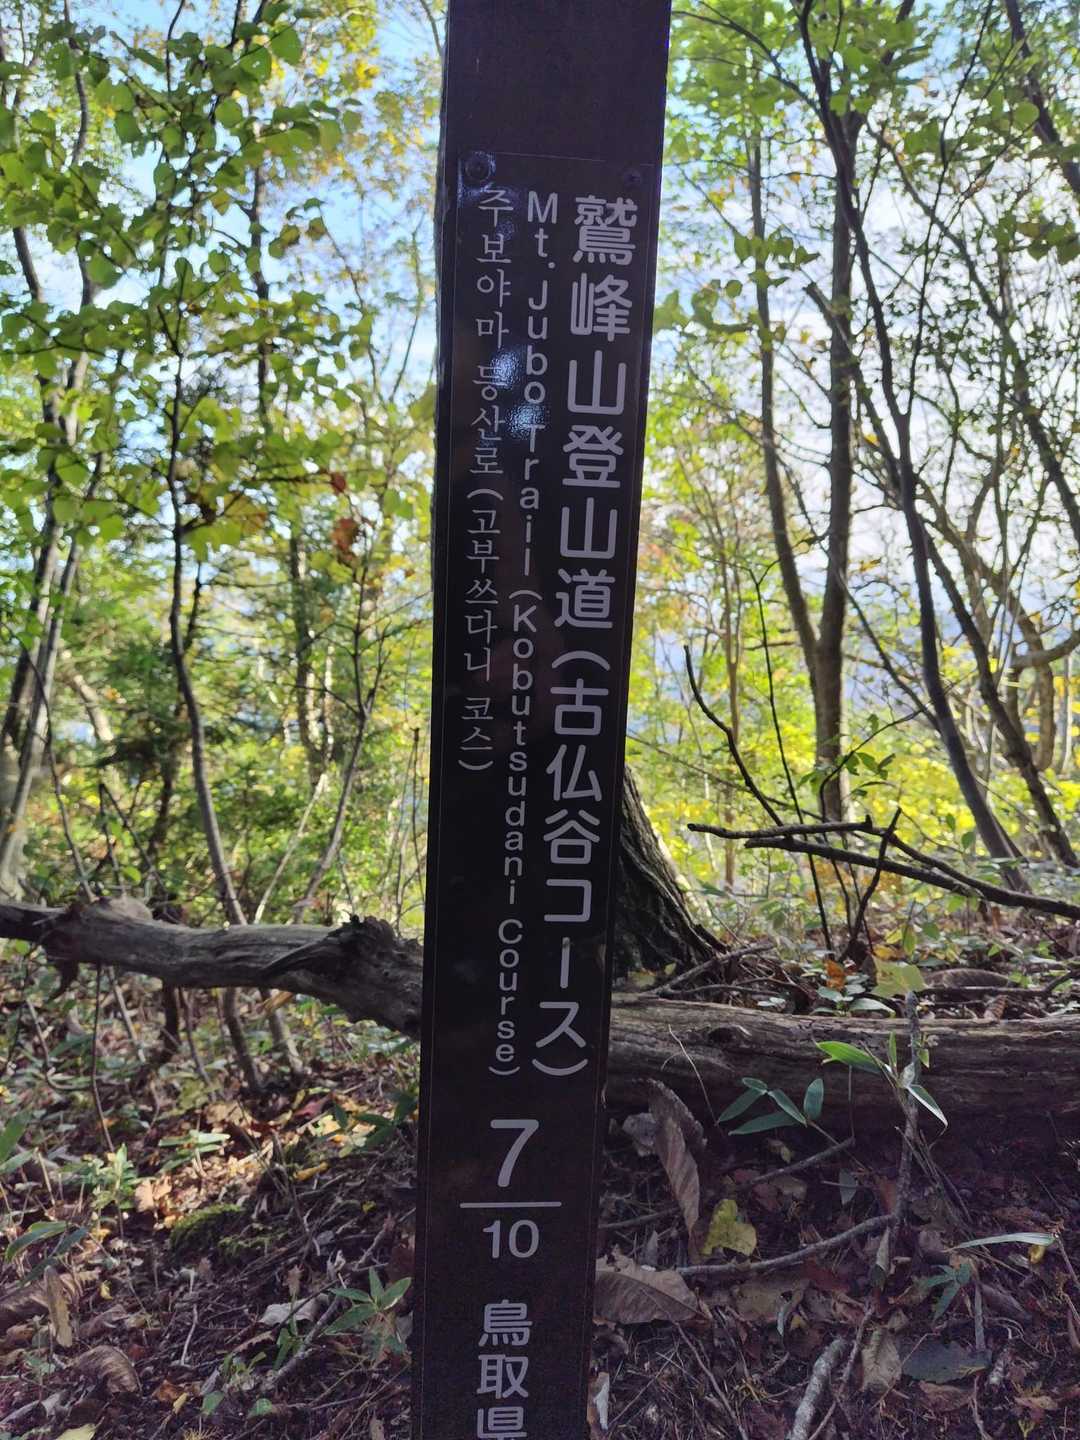 鷲峰山登山道(古仏谷コース)
Mt. Jubo Trail (Kobutsudani Course)
주보야마 등산로(고부쓰다니 코스)
7
10
鳥取県